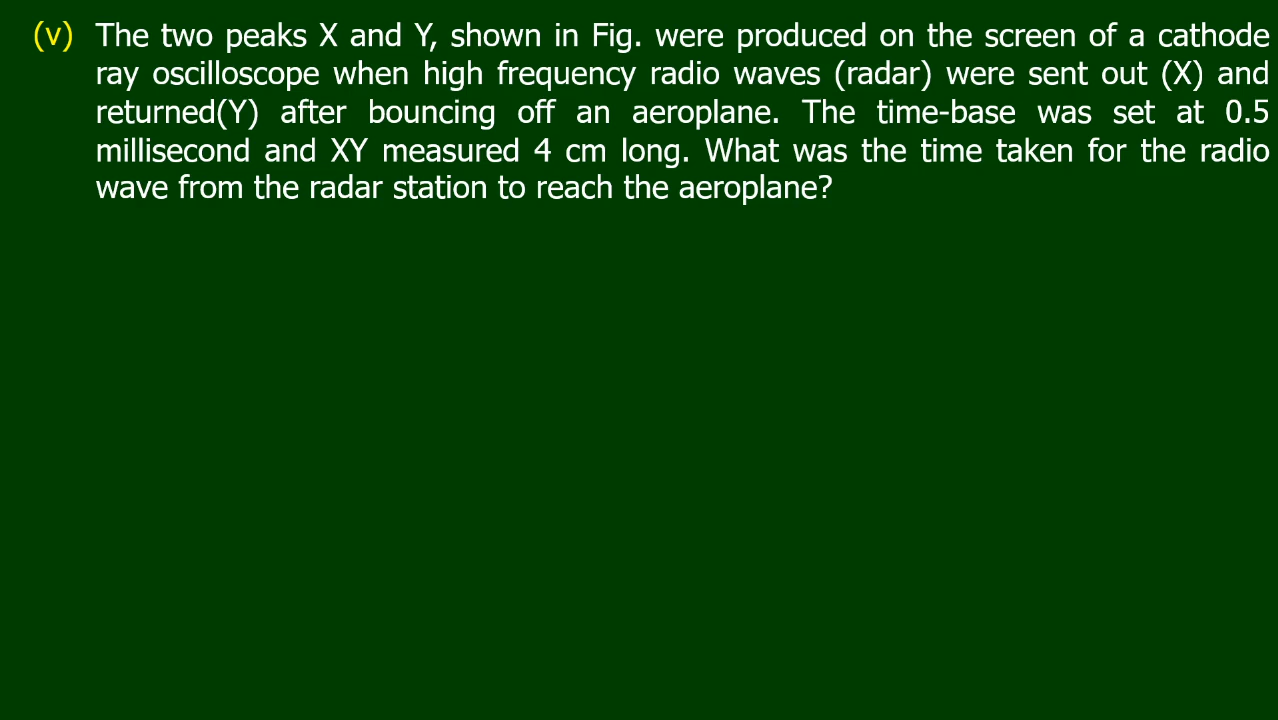 (v) The two peaks X and Y, shown in Fig. were produced on the screen of a cathode
ray oscilloscope when high frequency radio waves (radar) were sent out (X) and
returned(Y) after bouncing off an aeroplane. The time-base was set at 0.5
millisecond and XY measured 4 cm long. What was the time taken for the radio
wave from the radar station to reach the aeroplane?